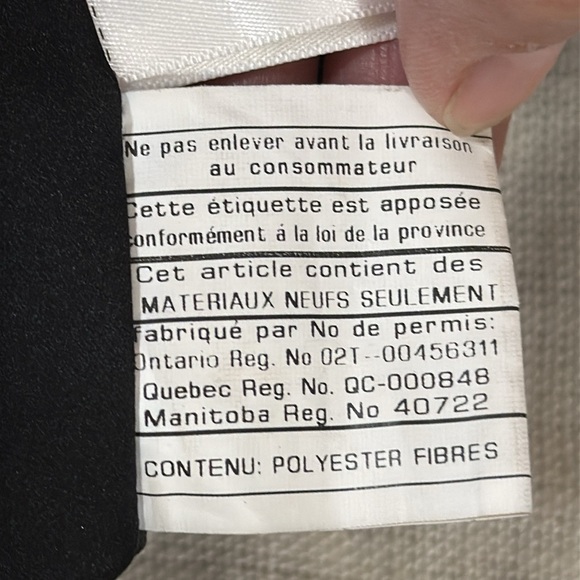 Ne pas enlever avant la livraison
au consommateur
Cette étiquette est apposée
conformément á la loi de la province
Cet article contient des
MATERIAUX NEUFS SEULEMENT
fabriqué par No de permis:
Ontario Reg. No 02T--00456311
Quebec Reg. No. QC-000848
Manitoba Reg. No 40722
CONTENU: POLYESTER FIBRES